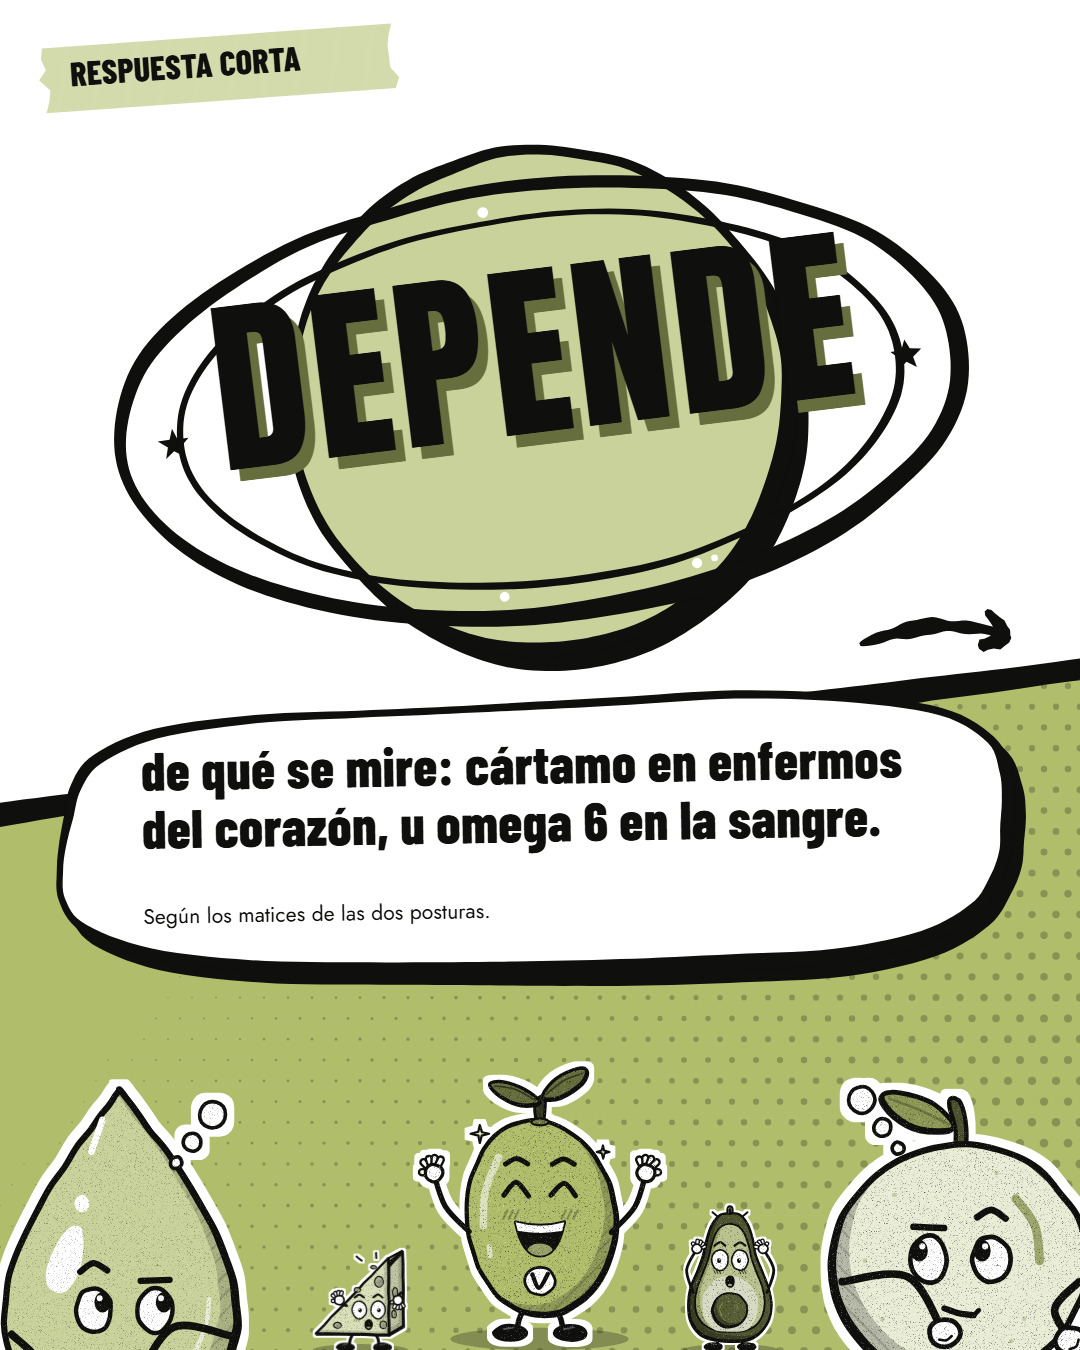 RESPUESTA CORTA
DEPENDE
de qué se mire: cártamo en enfermos
del corazón, u omega 6 en la sangre.
Según los matices de las dos posturas.
V